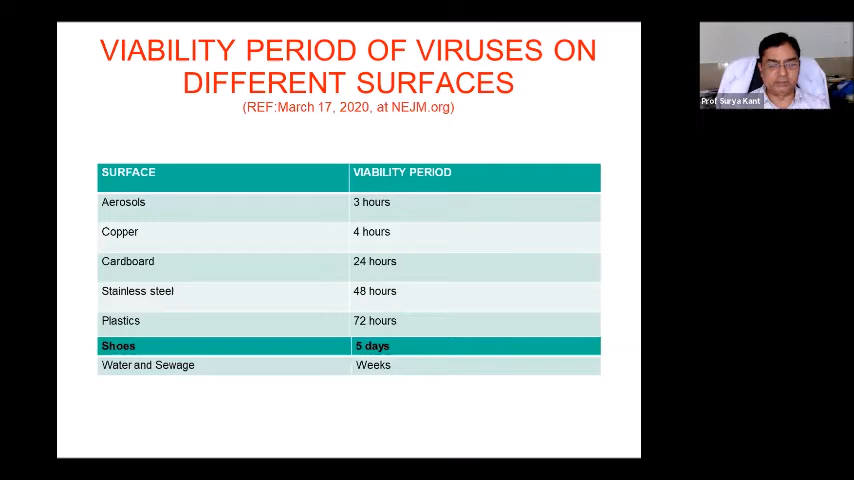 VIABILITY PERIOD OF VIRUSES ON
DIFFERENT SURFACES
(REF:March 17, 2020, at NEJM.org)
SURFACE VIABILITY PERIOD
Aerosols 3 hours
Copper 4 hours
Cardboard 24 hours
Stainless steel 48 hours
Plastics 72 hours
Shoes 5 days
Water and Sewage Weeks
Prof Surya Kant